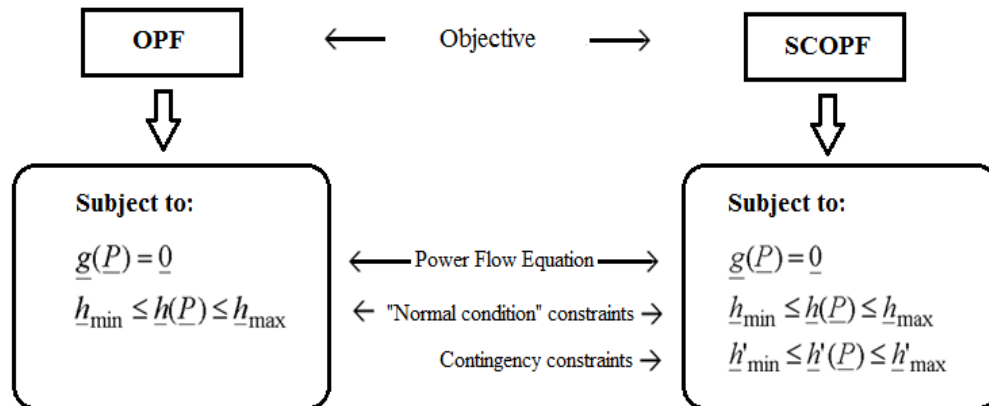 OPF ← Objective → SCOPF
Subject to:
g(P) = 0
h_min ≤ h(P) ≤ h_max
← Power Flow Equation →
← "Normal condition" constraints →
Contingency constraints →
Subject to:
g(P) = 0
h_min ≤ h(P) ≤ h_max
h'_min ≤ h'(P) ≤ h'_max